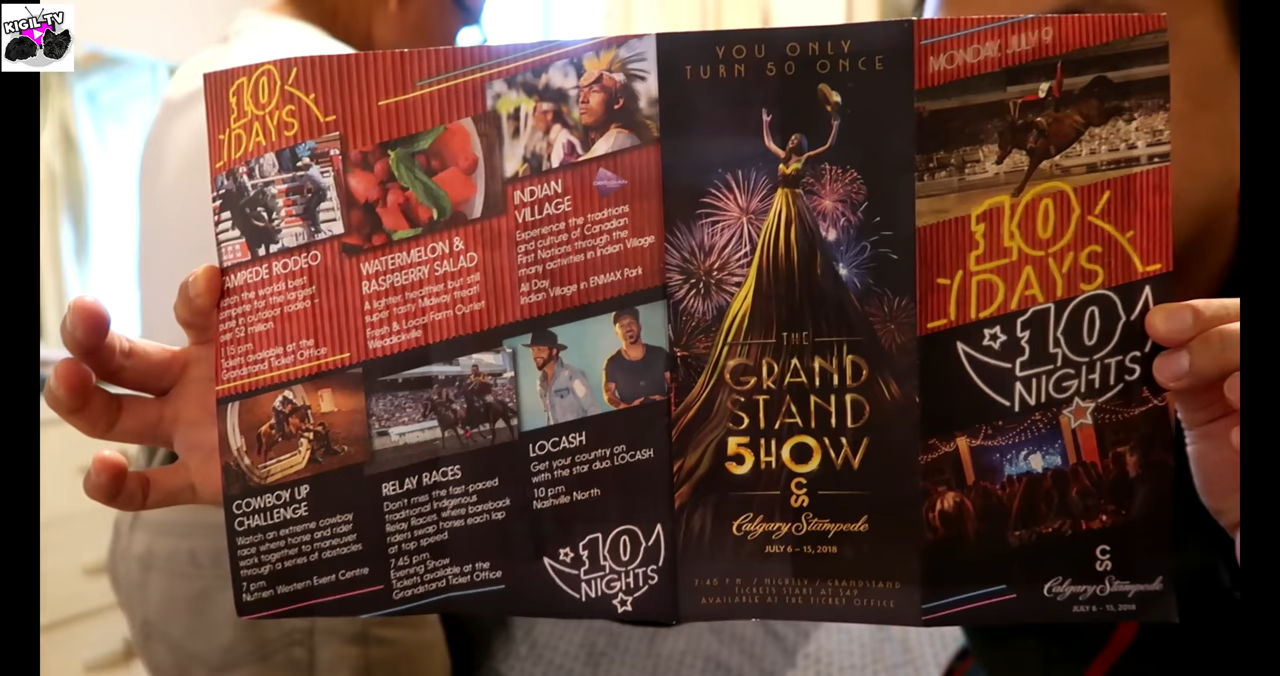 KIGIL TV
10
DAYS
TAMPEDE RODEO
atch the world's best
compete for the largest
purse in outdoor rodeo –
over $2 million.
1:15 p.m.
Tickets available at the
Grandstand Ticket Office
WATERMELON &
RASPBERRY SALAD
A lighter, healthier, but still
super tasty Midway treat!
Fresh & Local Farm Outlet
Weadickville
INDIAN
VILLAGE
Experience the traditions
and culture of Canadian
First Nations through the
many activities in Indian Village.
All Day
Indian Village in ENMAX Park
COWBOY UP
CHALLENGE
Watch an extreme cowboy
race where horse and rider
work together to maneuver
through a series of obstacles.
7 p.m.
Nutrien Western Event Centre
RELAY RACES
Don't miss the fast-paced
traditional Indigenous
Relay Races, where bareback
riders swap horses each lap
at top speed.
7:45 p.m.
Evening Show
Tickets available at the
Grandstand Ticket Office
LOCASH
Get your country on
with the star duo, LOCASH
10 p.m.
Nashville North
10
NIGHTS
YOU ONLY
TURN 50 ONCE
THE
GRAND
STAND
5HOW
CS
Calgary Stampede
JULY 6 – 15, 2018
7:45 P.M. / NIGHTLY / GRANDSTAND
TICKETS START AT $49
AVAILABLE AT THE TICKET OFFICE
MONDAY, JULY 9
10
DAYS
10
NIGHTS
CS
Calgary Stampede
JULY 6 – 15, 2018